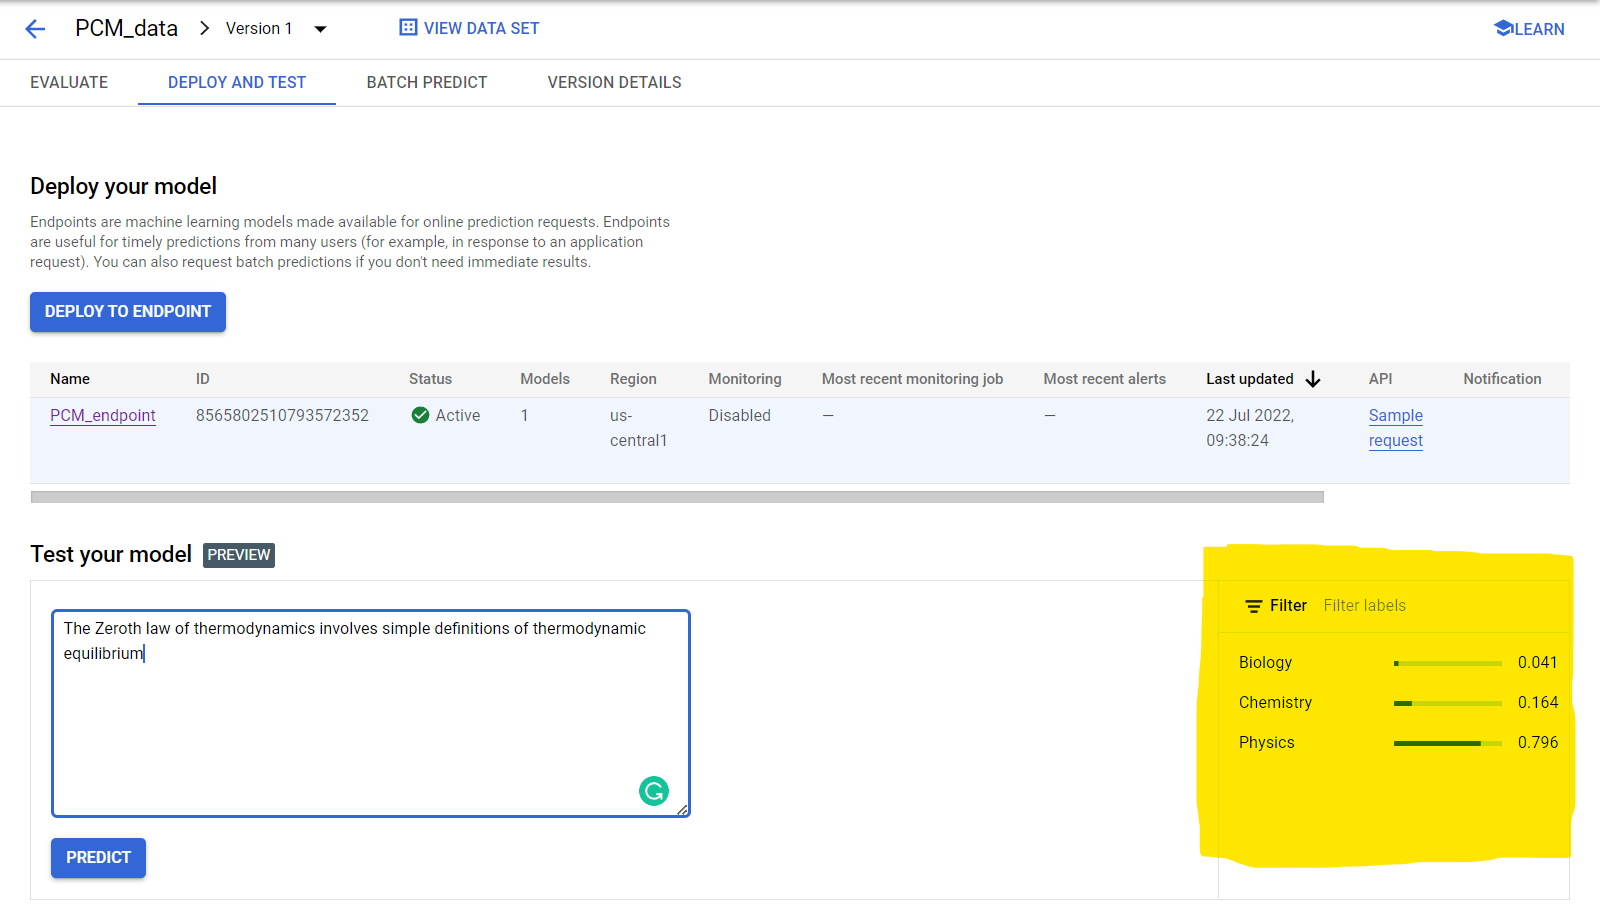 PCM_data
Version 1
VIEW DATA SET
LEARN
EVALUATE
DEPLOY AND TEST
BATCH PREDICT
VERSION DETAILS
Deploy your model
Endpoints are machine learning models made available for online prediction requests. Endpoints
are useful for timely predictions from many users (for example, in response to an application
request). You can also request batch predictions if you don't need immediate results.
DEPLOY TO ENDPOINT
Name ID Status Models Region Monitoring Most recent monitoring job Most recent alerts Last updated API Notification
PCM_endpoint 8565802510793572352 Active 1 us- Disabled — — 22 Jul 2022, Sample
central1 09:38:24 request
Test your model PREVIEW
The Zeroth law of thermodynamics involves simple definitions of thermodynamic
equilibrium
PREDICT
Filter Filter labels
Biology 0.041
Chemistry 0.164
Physics 0.796